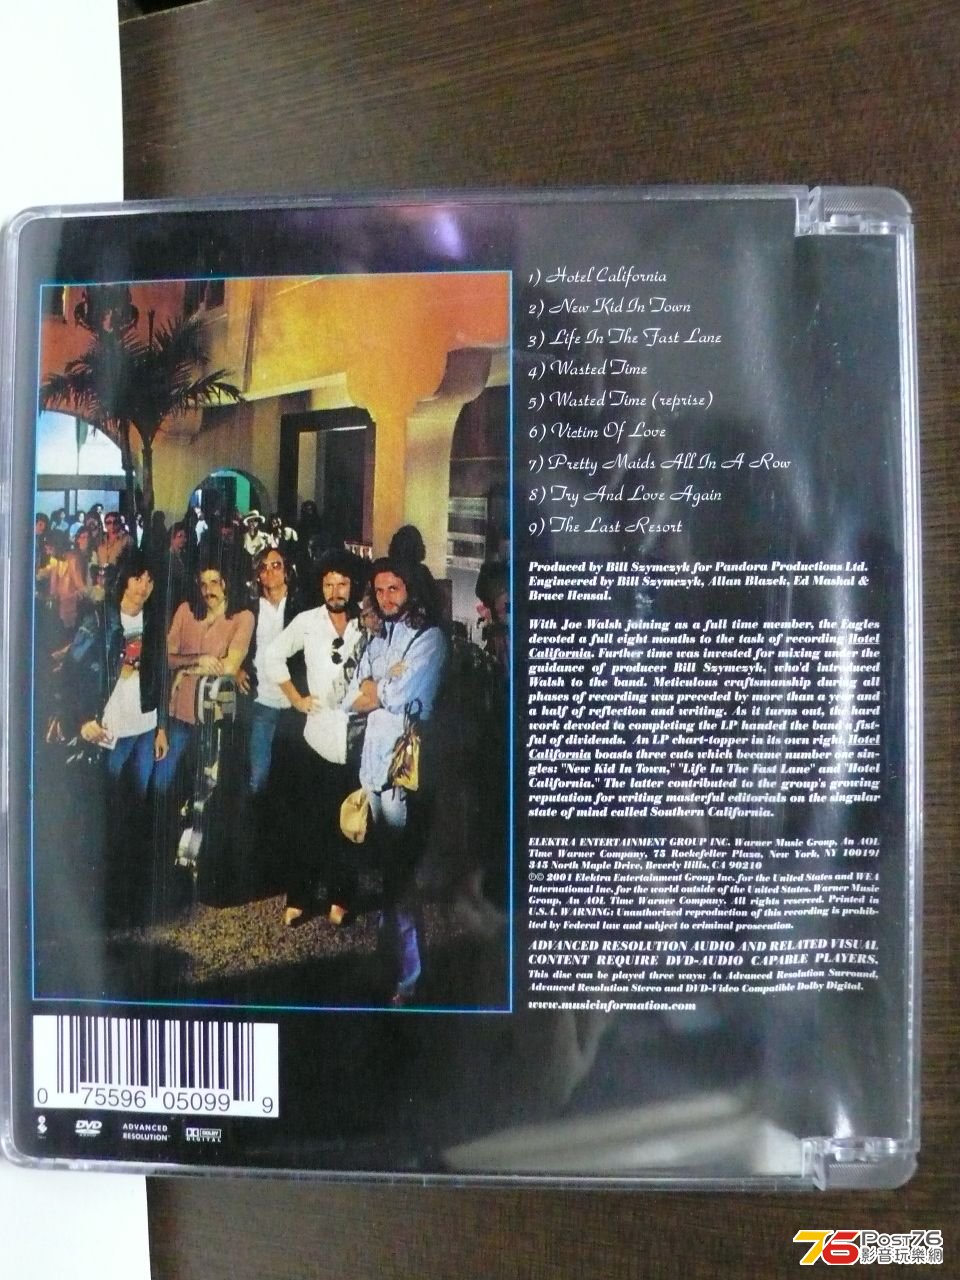 1) Hotel California
2) New Kid In Town
3) Life In The Fast Lane
4) Wasted Time
5) Wasted Time (reprise)
6) Victim Of Love
7) Pretty Maids All In A Row
8) Try And Love Again
9) The Last Resort
Produced by Bill Szymczyk for Pandora Productions Ltd.
Engineered by Bill Szymczyk, Allan Blazek, Ed Mashal &
Bruce Hensal.
With Joe Walsh joining as a full time member, the Eagles
devoted a full eight months to the task of recording Hotel
California. Further time was invested for mixing under the
guidance of producer Bill Szymczyk, who'd introduced
Walsh to the band. Meticulous craftsmanship during all
phases of recording was preceded by more than a year and
a half of reflection and writing. As it turns out, the hard
work devoted to completing the LP handed the band a fist-
ful of dividends. An LP chart-topper in its own right, Hotel
California boasts three cuts which became number one sin-
gles: "New Kid In Town," "Life In The Fast Lane" and "Hotel
California." The latter contributed to the group's growing
reputation for writing masterful editorials on the singular
state of mind called Southern California.
ELEKTRA ENTERTAINMENT GROUP INC. Warner Music Group, An AOL
Time Warner Company, 75 Rockefeller Plaza, New York, NY 10019/
345 North Maple Drive, Beverly Hills, CA 90210
℗© 2001 Elektra Entertainment Group Inc. for the United States and WEA
International Inc. for the world outside of the United States. Warner Music
Group, An AOL Time Warner Company. All rights reserved. Printed in
U.S.A. WARNING: Unauthorized reproduction of this recording is prohib-
ited by Federal law and subject to criminal prosecution.
ADVANCED RESOLUTION AUDIO AND RELATED VISUAL
CONTENT REQUIRE DVD-AUDIO CAPABLE PLAYERS.
This disc can be played three ways: As Advanced Resolution Surround,
Advanced Resolution Stereo and DVD-Video Compatible Dolby Digital.
www.musicinformation.com
0 75596 05099 9
DVD
ADVANCED
RESOLUTION
DOLBY
DIGITAL
76 Post76
影音玩樂網